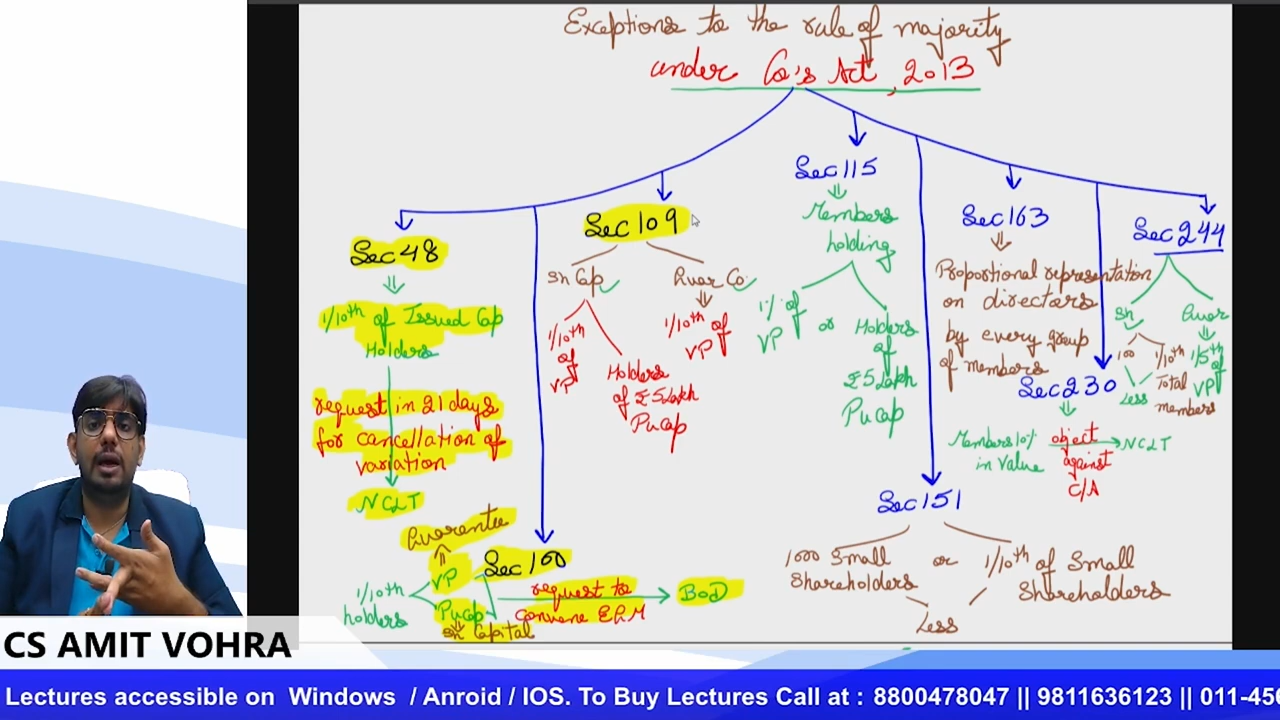 Exceptions to the rule of majority
under Co's Act, 2013
Sec 48
1/10th of Issued Cap
Holders
request in 21 days
for cancellation of
variation
NCLT
Sec 100
1/10th
holders
Guarantee
VP
Pucap
Sh Capital
request to
Convene EGM
BoD
Sec 109
Sh Cap
1/10th
of
VP
Holders
of ₹5 Lakh
Pucap
Guar Co
1/10th of
VP
Sec 115
Members
holding
1% of
VP
or
Holders
of
₹5 Lakh
Pu cap
Sec 151
1000 Small
Shareholders
or
1/10th of Small
Shareholders
Less
Sec 163
Proportional representation
on directors
by every group
of members
Sec 230
Members 10%
in Value
object
against
C/A
NCLT
Sec 244
Sh
100
1/10th
Total
members
Less
Guar
1/5th
of
VP
CS AMIT VOHRA
Lectures accessible on Windows / Anroid / IOS. To Buy Lectures Call at : 8800478047 || 9811636123 || 011-450